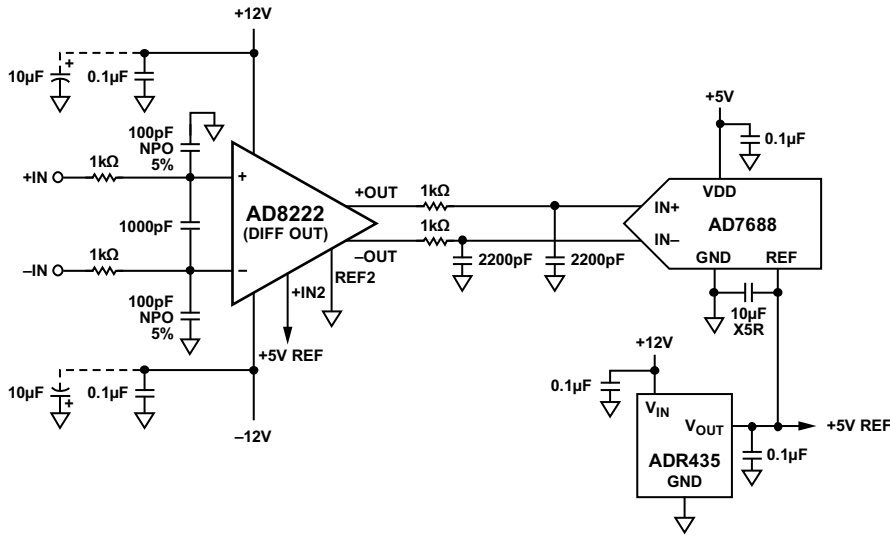 +12V
10µF
+
0.1µF
100pF
NPO
5%
+IN
1kΩ
+
1000pF
AD8222
(DIFF OUT)
–IN
1kΩ
–
100pF
NPO
5%
+OUT
1kΩ
1kΩ
–OUT
2200pF
2200pF
REF2
+IN2
+5V REF
10µF
+
0.1µF
–12V
+5V
0.1µF
VDD
IN+
AD7688
IN–
GND
REF
10µF
X5R
+12V
0.1µF
VIN
VOUT
+5V REF
ADR435
0.1µF
GND